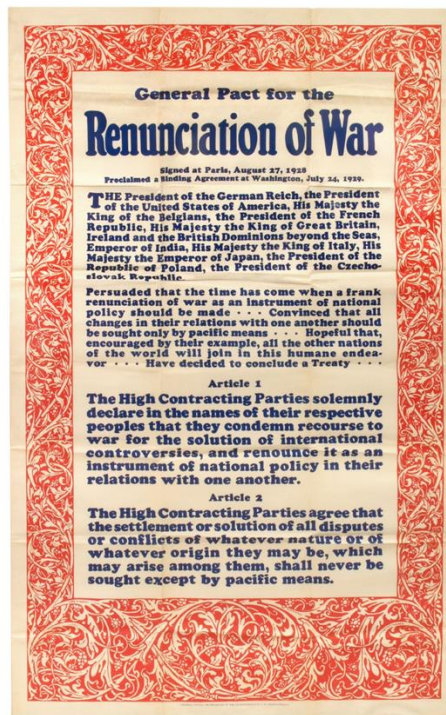 General Pact for the
Renunciation of War
Signed at Paris, August 27, 1928
Proclaimed a Binding Agreement at Washington, July 24, 1929.
THE President of the German Reich, the President
of the United States of America, His Majesty the
King of the Belgians, the President of the French
Republic, His Majesty the King of Great Britain,
Ireland and the British Dominions beyond the Seas,
Emperor of India, His Majesty the King of Italy, His
Majesty the Emperor of Japan, the President of the
Republic of Poland, the President of the Czecho-
slovak Republic.
Persuaded that the time has come when a frank
renunciation of war as an instrument of national
policy should be made · · · Convinced that all
changes in their relations with one another should
be sought only by pacific means · · · Hopeful that,
encouraged by their example, all the other nations
of the world will join in this humane endea-
vor · · · Have decided to conclude a Treaty · · ·
Article 1
The High Contracting Parties solemnly
declare in the names of their respective
peoples that they condemn recourse to
war for the solution of international
controversies, and renounce it as an
instrument of national policy in their
relations with one another.
Article 2
The High Contracting Parties agree that
the settlement or solution of all disputes
or conflicts of whatever nature or of
whatever origin they may be, which
may arise among them, shall never be
sought except by pacific means.